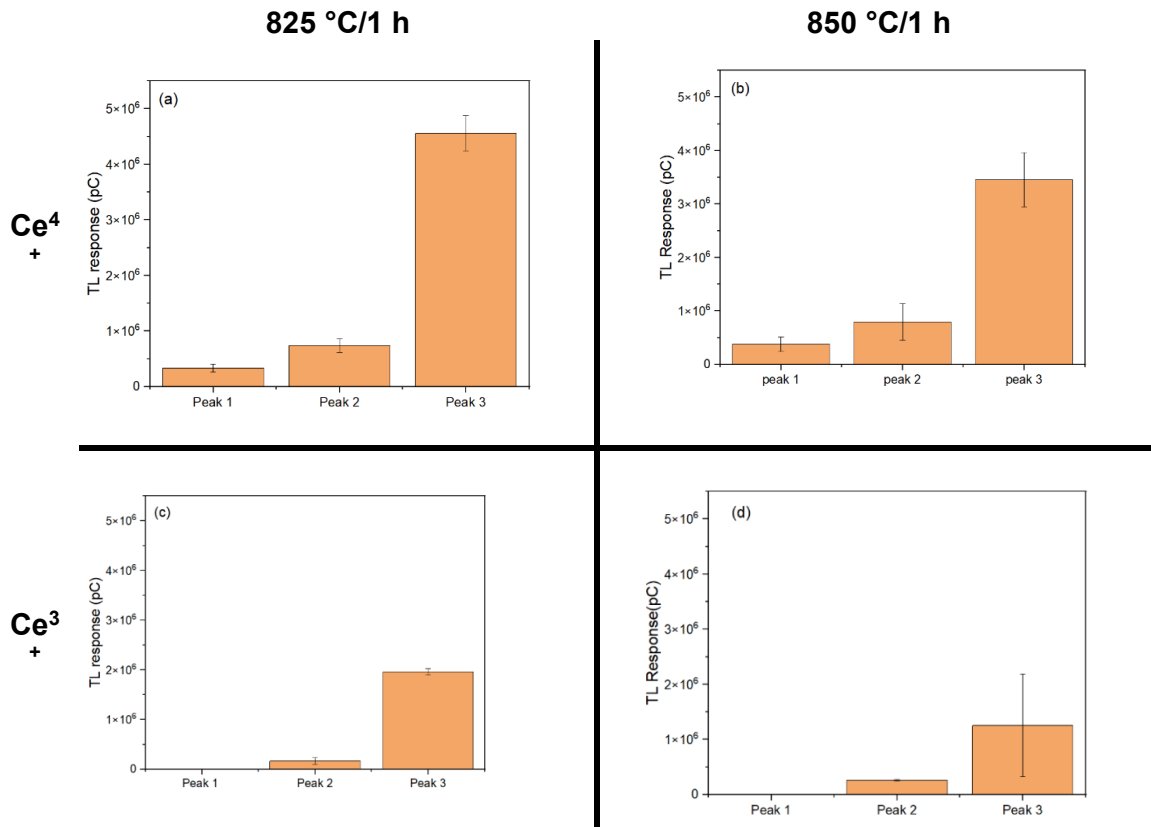 825 °C/1 h
850 °C/1 h
Ce⁴
+
(a)
TL response (pC)
5×10⁶
4×10⁶
3×10⁶
2×10⁶
1×10⁶
0
Peak 1 Peak 2 Peak 3
(b)
TL Response (pC)
5×10⁶
4×10⁶
3×10⁶
2×10⁶
1×10⁶
0
peak 1 peak 2 peak 3
Ce³
+
(c)
TL response (pC)
5×10⁶
4×10⁶
3×10⁶
2×10⁶
1×10⁶
0
Peak 1 Peak 2 Peak 3
(d)
TL Response(pC)
5×10⁶
4×10⁶
3×10⁶
2×10⁶
1×10⁶
0
Peak 1 Peak 2 Peak 3